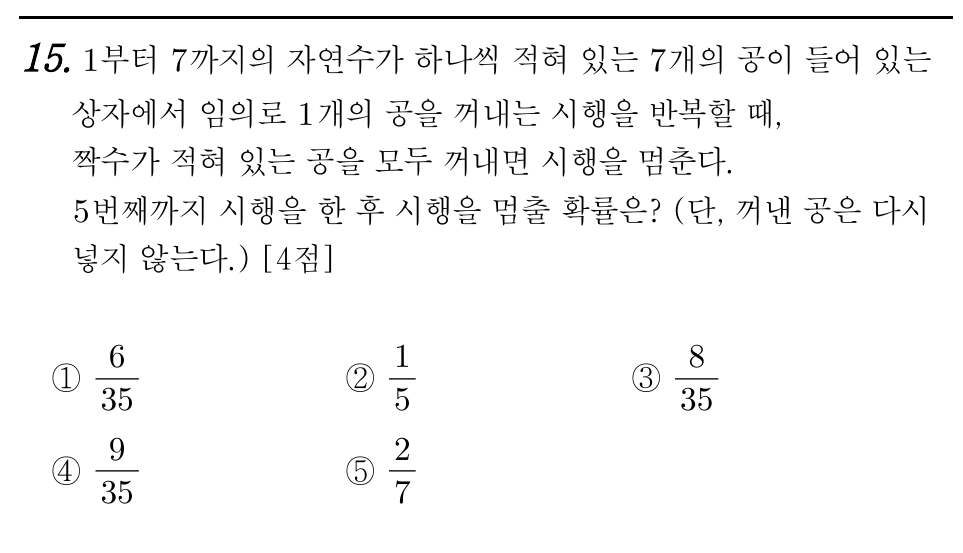 15. 1부터 7까지의 자연수가 하나씩 적혀 있는 7개의 공이 들어 있는
상자에서 임의로 1개의 공을 꺼내는 시행을 반복할 때,
짝수가 적혀 있는 공을 모두 꺼내면 시행을 멈춘다.
5번째까지 시행을 한 후 시행을 멈출 확률은? (단, 꺼낸 공은 다시
넣지 않는다.) [4점]
① 6/35 ② 1/5 ③ 8/35
④ 9/35 ⑤ 2/7